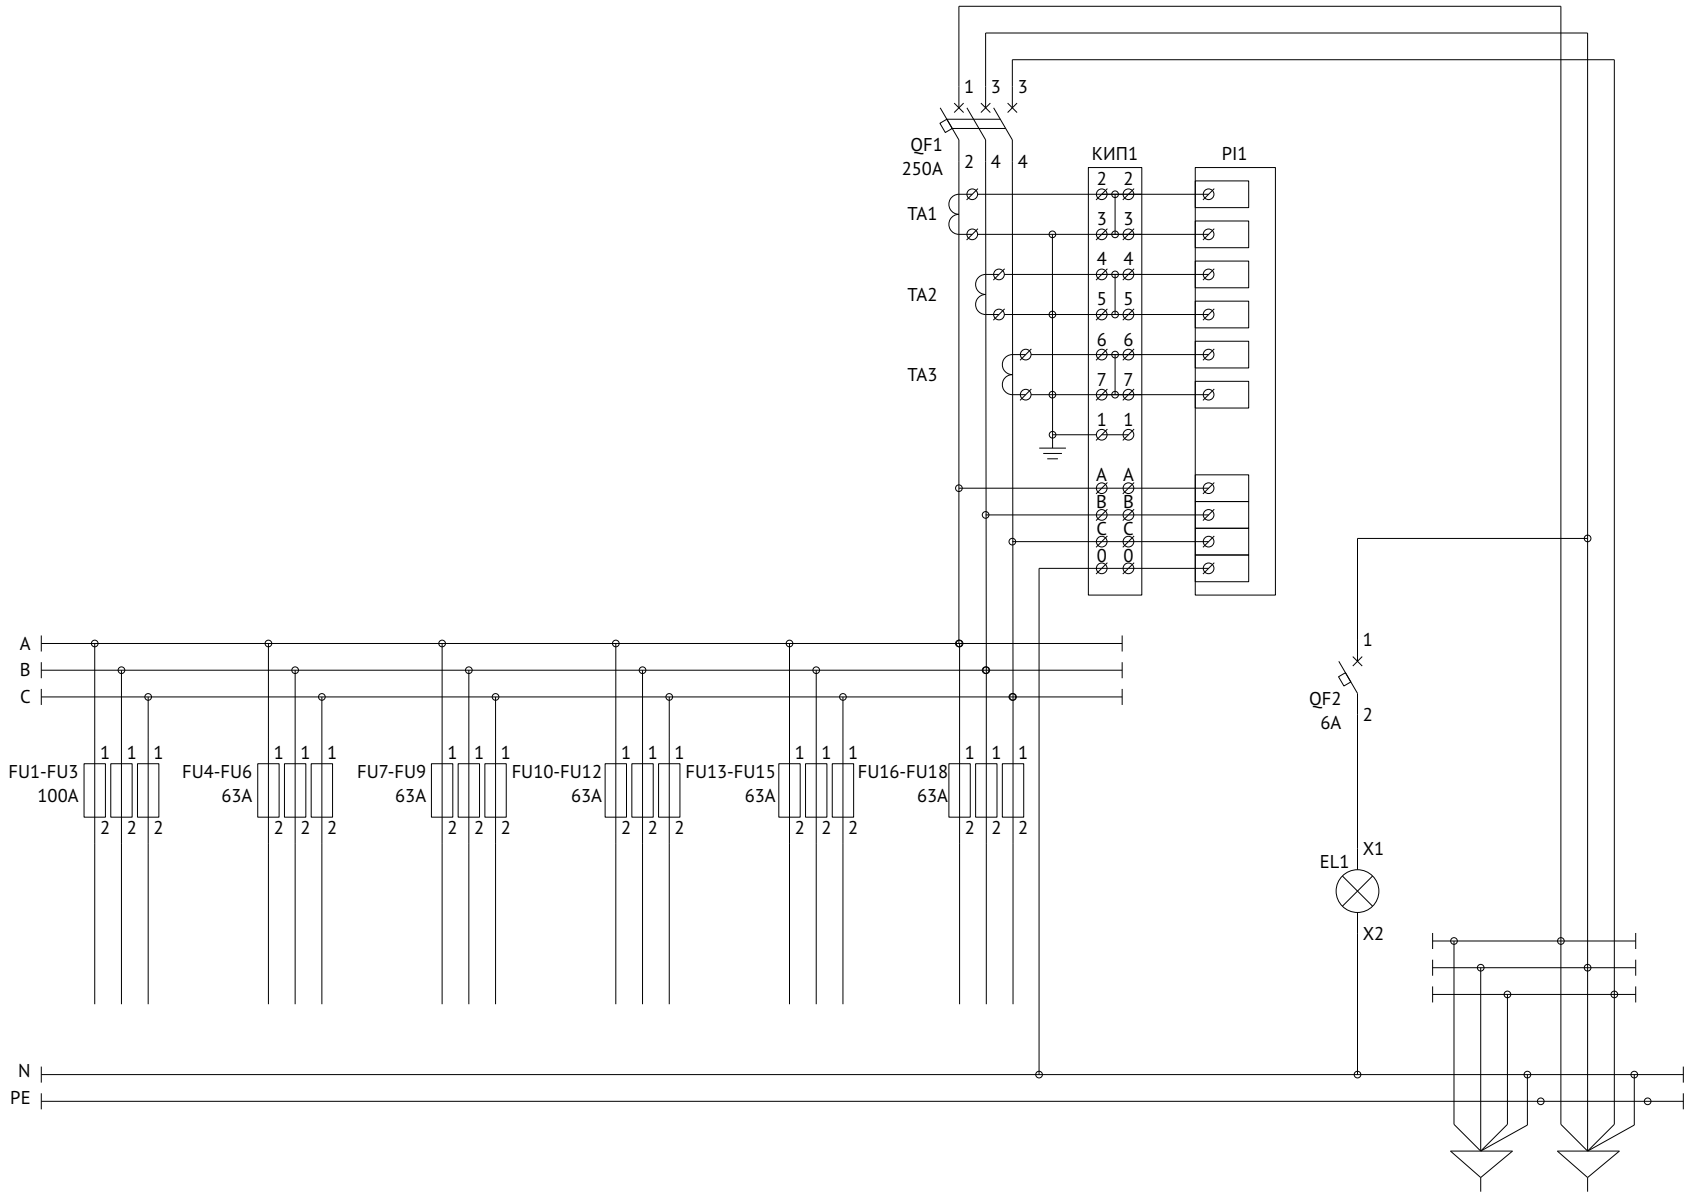 1 3 3
QF1
250A
2 4 4
КИП1
PI1
2 2
TA1
3 3
4 4
TA2
5 5
6 6
TA3
7 7
1 1
A A
B B
C C
0 0
A
B
C
1
QF2
6A
2
1 1 1 1 1 1 1 1 1 1 1 1 1 1 1 1 1 1
FU1-FU3
100A
FU4-FU6
63A
FU7-FU9
63A
FU10-FU12
63A
FU13-FU15
63A
FU16-FU18
63A
2 2 2 2 2 2 2 2 2 2 2 2 2 2 2 2 2 2
X1
EL1
X2
N
PE